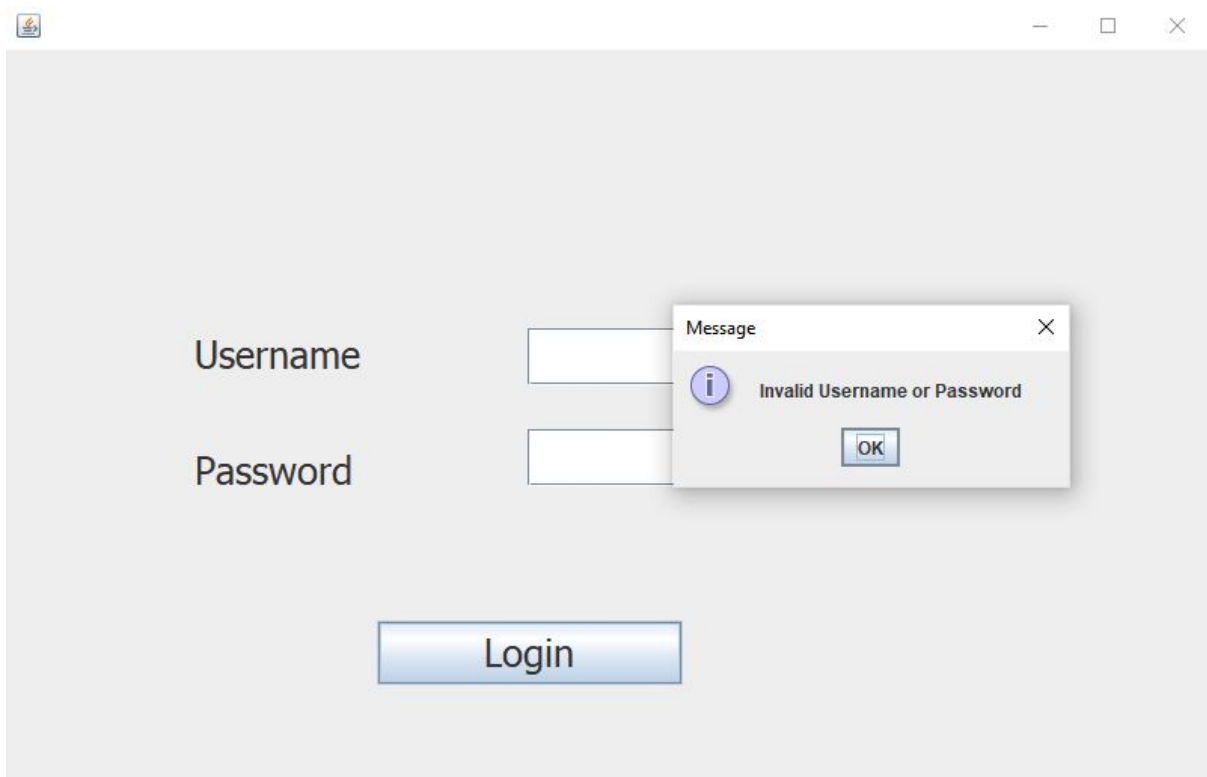 Username
Password
Login
Message
Invalid Username or Password
OK